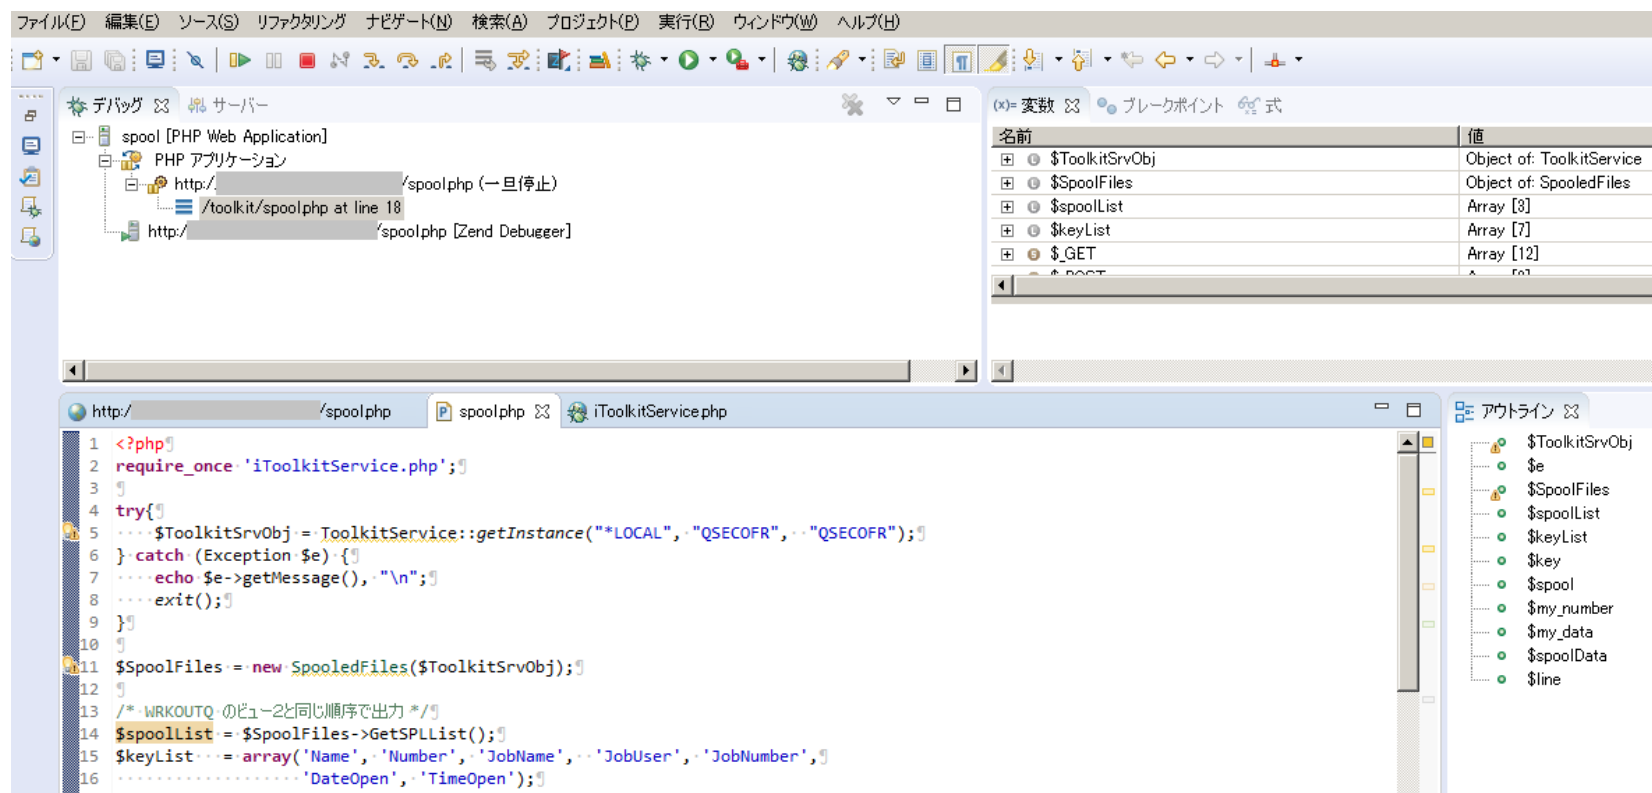 ファイル(F) 編集(E) ソース(S) リファクタリング ナビゲート(N) 検索(A) プロジェクト(P) 実行(R) ウィンドウ(W) ヘルプ(H)
デバッグ サーバー
spool [PHP Web Application]
PHP アプリケーション
http:/ /spool.php (一旦停止)
/toolkit/spool.php at line 18
http:/ /spool.php [Zend Debugger]
(x)= 変数 ブレークポイント 式
名前 値
$ToolkitSrvObj Object of: ToolkitService
$SpoolFiles Object of: SpooledFiles
$spoolList Array [3]
$keyList Array [7]
$_GET Array [12]
http:/ /spool.php spool.php iToolkitService.php
1 <?php
2 require_once 'iToolkitService.php';
3
4 try{
5 $ToolkitSrvObj = ToolkitService::getInstance("*LOCAL", "QSECOFR", "QSECOFR");
6 } catch (Exception $e) {
7 echo $e->getMessage(), "\n";
8 exit();
9 }
10
11 $SpoolFiles = new SpooledFiles($ToolkitSrvObj);
12
13 /* WRKOUTQ のビュー2と同じ順序で出力 */
14 $spoolList = $SpoolFiles->GetSPLList();
15 $keyList = array('Name', 'Number', 'JobName', 'JobUser', 'JobNumber',
16 'DateOpen', 'TimeOpen');
アウトライン
$ToolkitSrvObj
$e
$SpoolFiles
$spoolList
$keyList
$key
$spool
$my_number
$my_data
$spoolData
$line